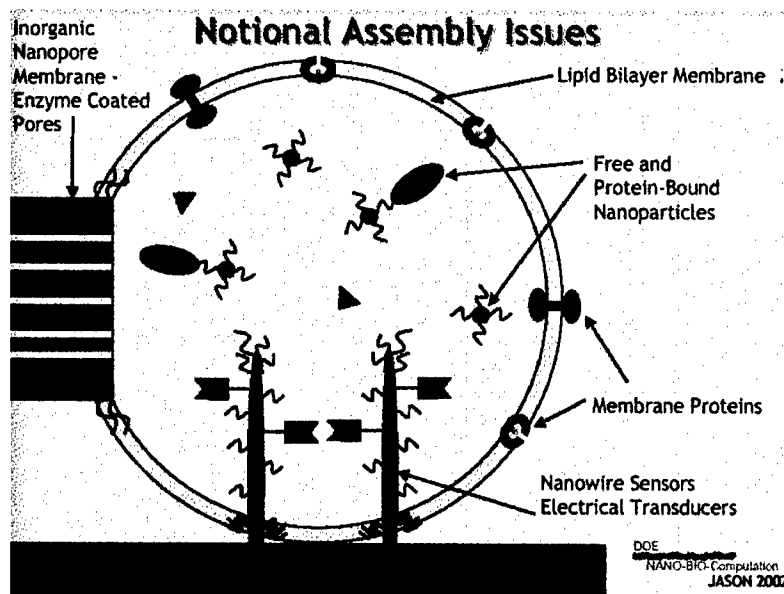 Notional Assembly Issues
Inorganic
Nanopore
Membrane -
Enzyme Coated
Pores
Lipid Bilayer Membrane
Free and
Protein-Bound
Nanoparticles
Membrane Proteins
Nanowire Sensors
Electrical Transducers
DOE
NANO-BIO-Computation
JASON 2002